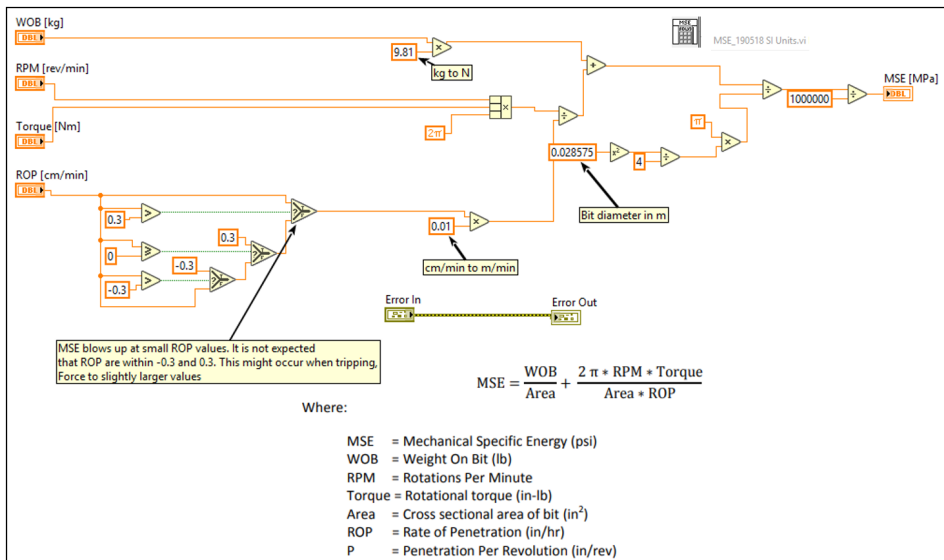 WOB [kg]
DBL
9.81
kg to N
MSE_190518 SI Units.vi
RPM [rev/min]
DBL
2π
Torque [Nm]
DBL
MSE [MPa]
DBL
1000000
π
0.028575
x²
4
Bit diameter in m
ROP [cm/min]
DBL
0.3
0
-0.3
0.3
-0.3
0.01
cm/min to m/min
Error In
Error Out
MSE blows up at small ROP values. It is not expected
that ROP are within -0.3 and 0.3. This might occur when tripping,
Force to slightly larger values
MSE = WOB/Area + 2 π * RPM * Torque/Area * ROP
Where:
MSE = Mechanical Specific Energy (psi)
WOB = Weight On Bit (lb)
RPM = Rotations Per Minute
Torque = Rotational torque (in-lb)
Area = Cross sectional area of bit (in²)
ROP = Rate of Penetration (in/hr)
P = Penetration Per Revolution (in/rev)